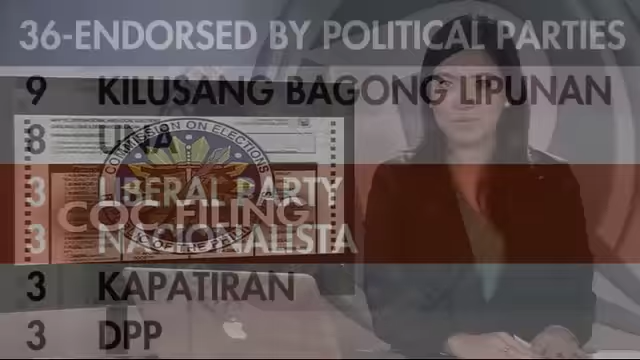 36-ENDORSED BY POLITICAL PARTIES
9 KILUSANG BAGONG LIPUNAN
8 UNA
COMMISSION ON ELECTIONS
3 LIBERAL PARTY
COC FILING
3 NACIONALISTA
3 KAPATIRAN
3 DPP